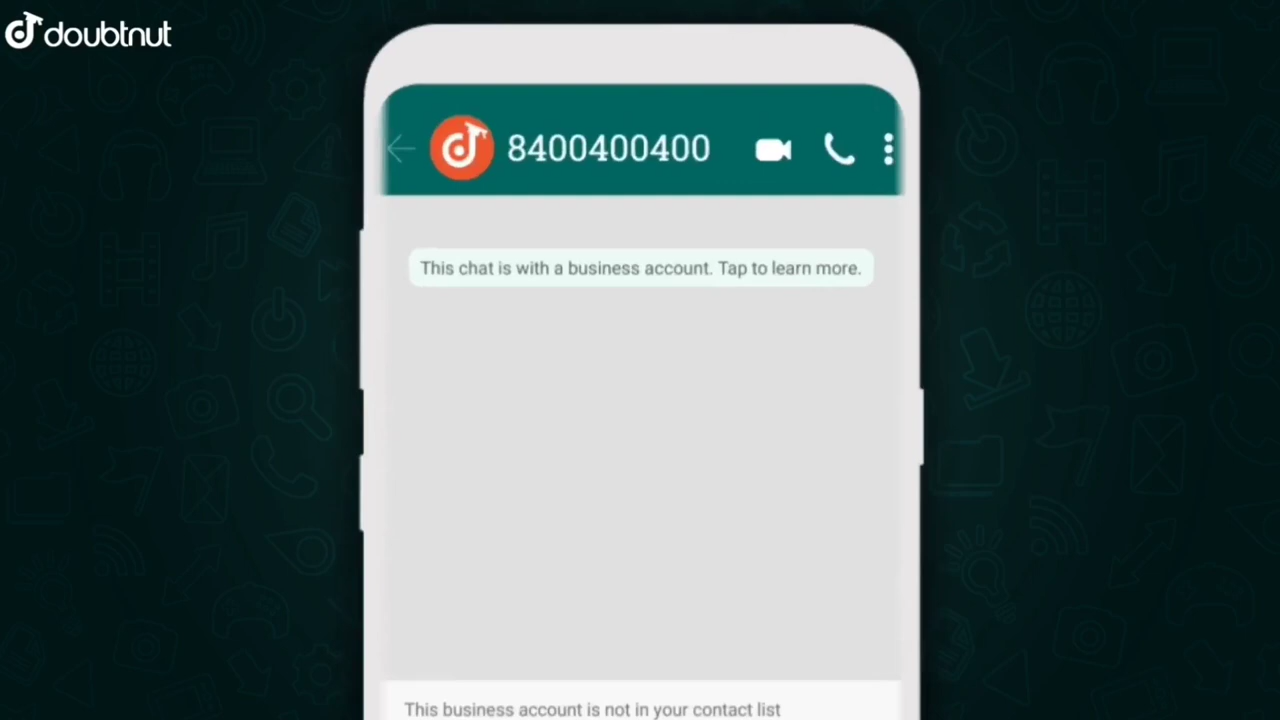 doubtnut
8400400400
This chat is with a business account. Tap to learn more.
This business account is not in your contact list